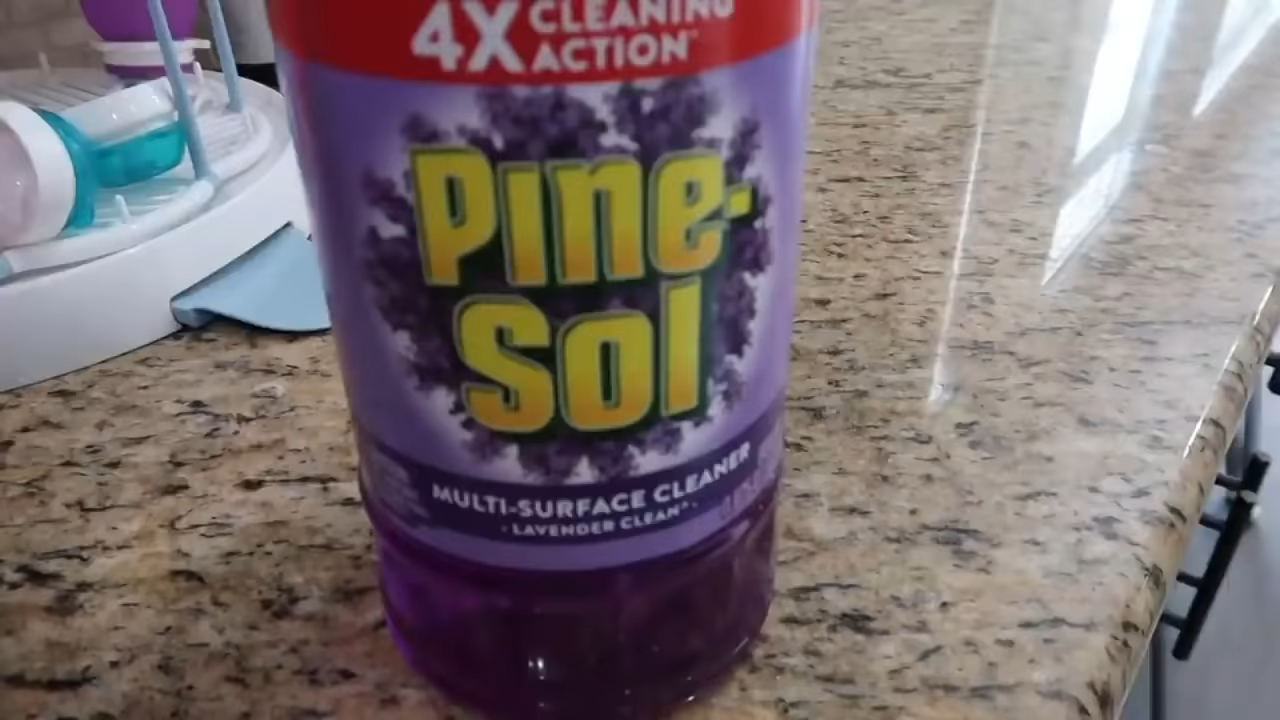 4X CLEANING
ACTION
Pine-
Sol
MULTI-SURFACE CLEANER
• LAVENDER CLEAN •